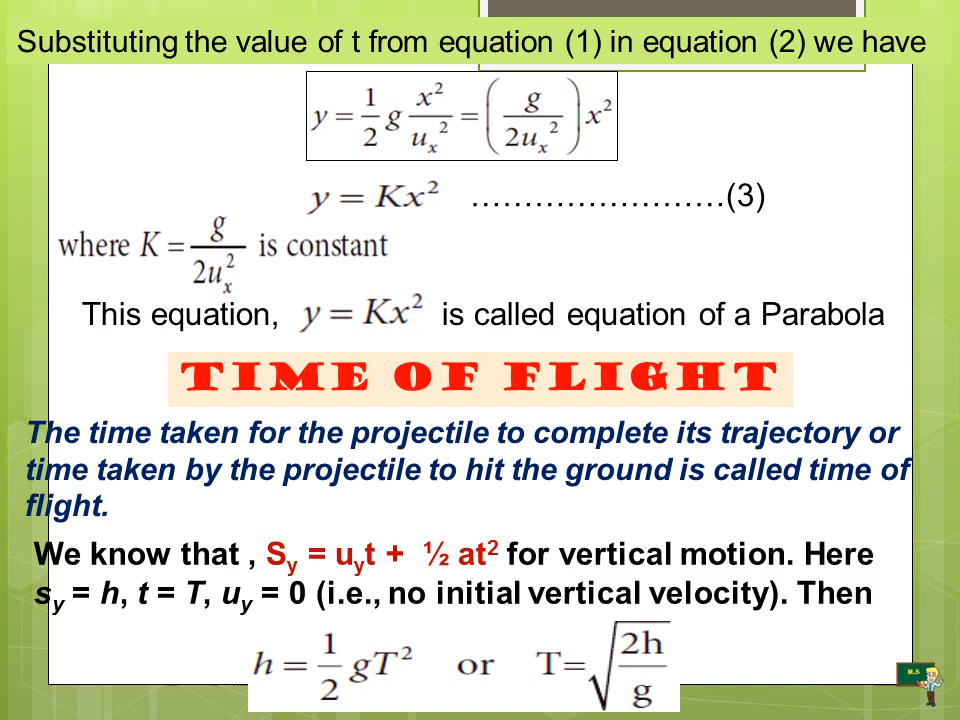 Substituting the value of t from equation (1) in equation (2) we have
y = 1/2 g x²/uₓ² = (g/2uₓ²) x²
y = Kx² ……………………(3)
where K = g/2uₓ² is constant
This equation, y = Kx² is called equation of a Parabola
TIME OF FLIGHT
The time taken for the projectile to complete its trajectory or
time taken by the projectile to hit the ground is called time of
flight.
We know that , Sy = uyt + ½ at² for vertical motion. Here
sy = h, t = T, uy = 0 (i.e., no initial vertical velocity). Then
h = 1/2 gT² or T= √(2h/g)
M.S